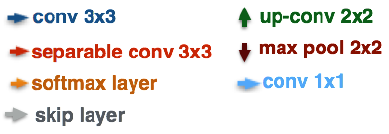 conv 3x3
separable conv 3x3
softmax layer
skip layer
up-conv 2x2
max pool 2x2
conv 1x1